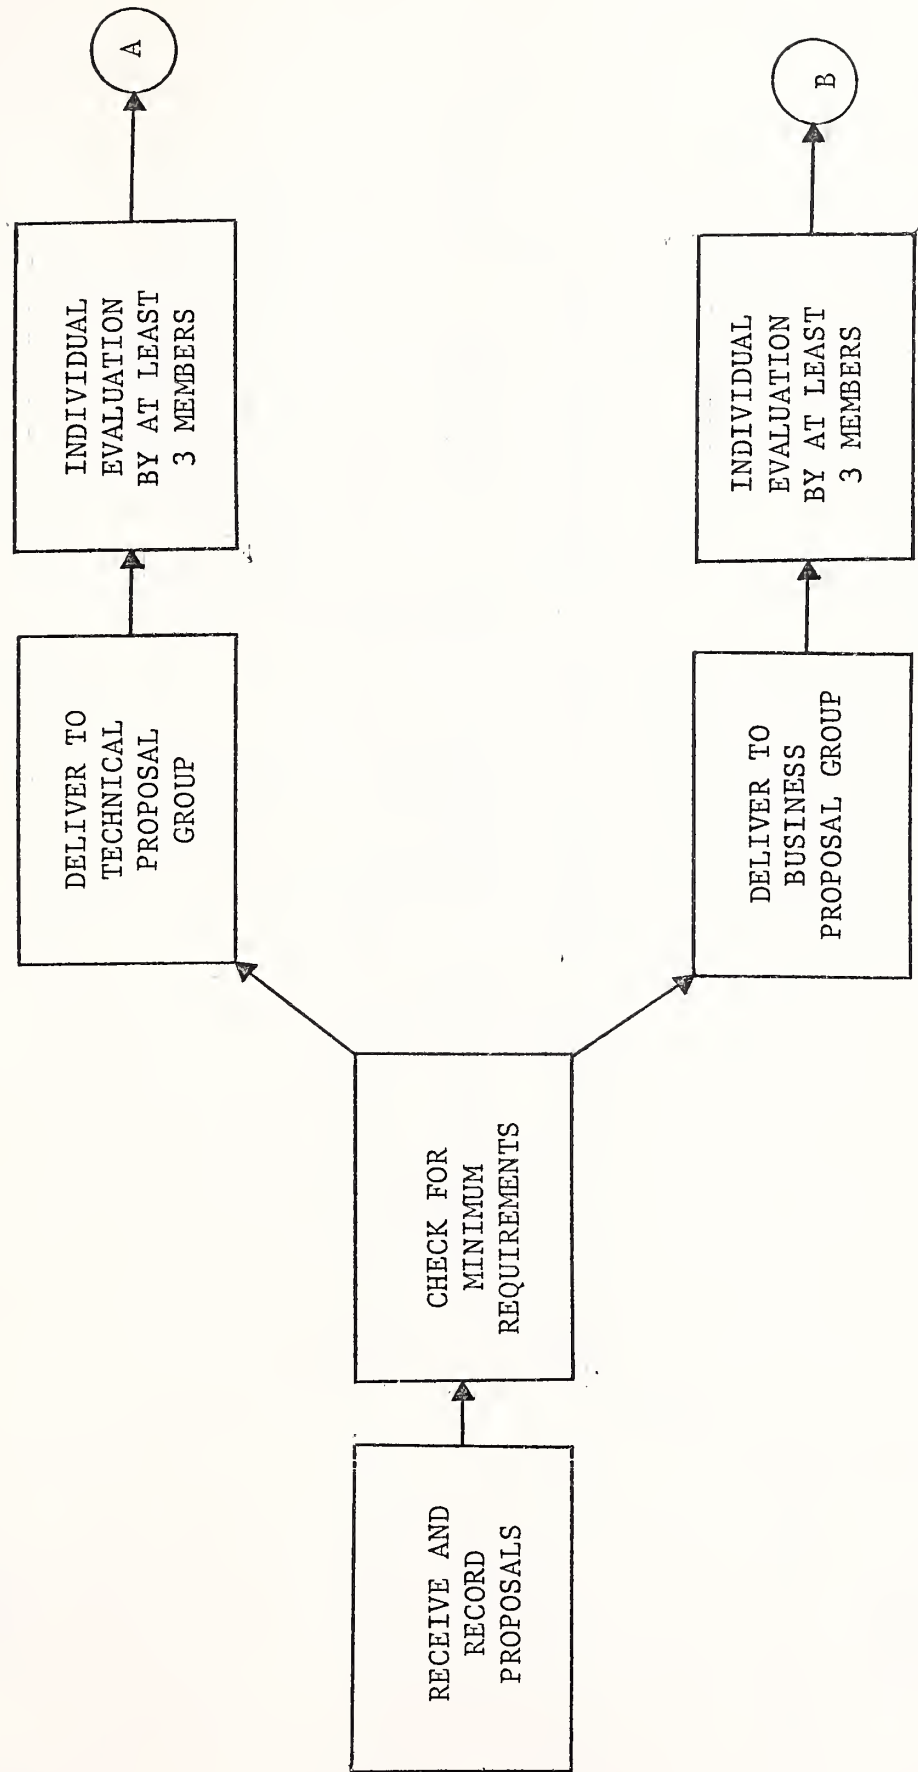 RECEIVE AND
RECORD
PROPOSALS
CHECK FOR
MINIMUM
REQUIREMENTS
DELIVER TO
TECHNICAL
PROPOSAL
GROUP
INDIVIDUAL
EVALUATION
BY AT LEAST
3 MEMBERS
A
DELIVER TO
BUSINESS
PROPOSAL GROUP
INDIVIDUAL
EVALUATION
BY AT LEAST
3 MEMBERS
B